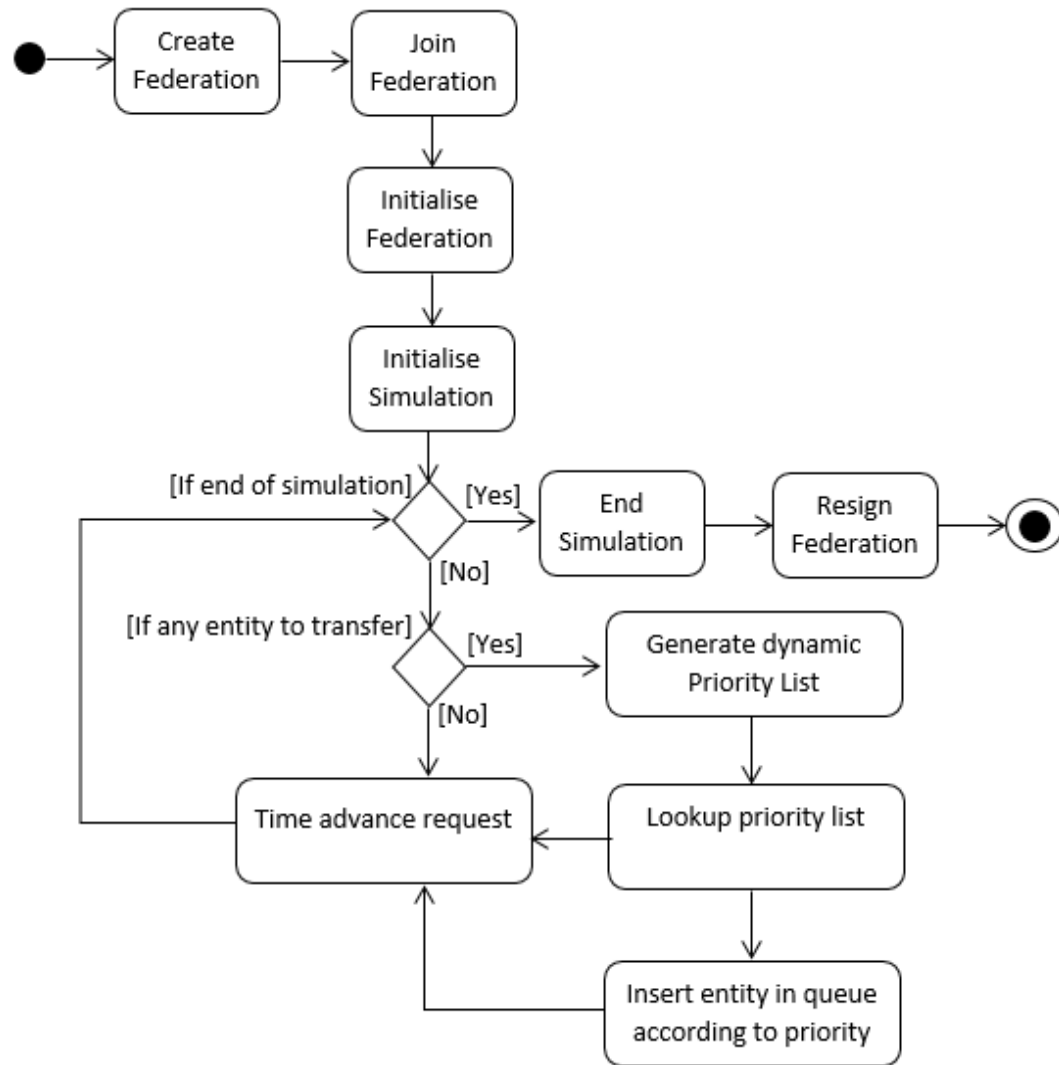 Create
Federation
Join
Federation
Initialise
Federation
Initialise
Simulation
[If end of simulation]
[Yes]
End
Simulation
Resign
Federation
[No]
[If any entity to transfer]
[Yes]
Generate dynamic
Priority List
[No]
Time advance request
Lookup priority list
Insert entity in queue
according to priority